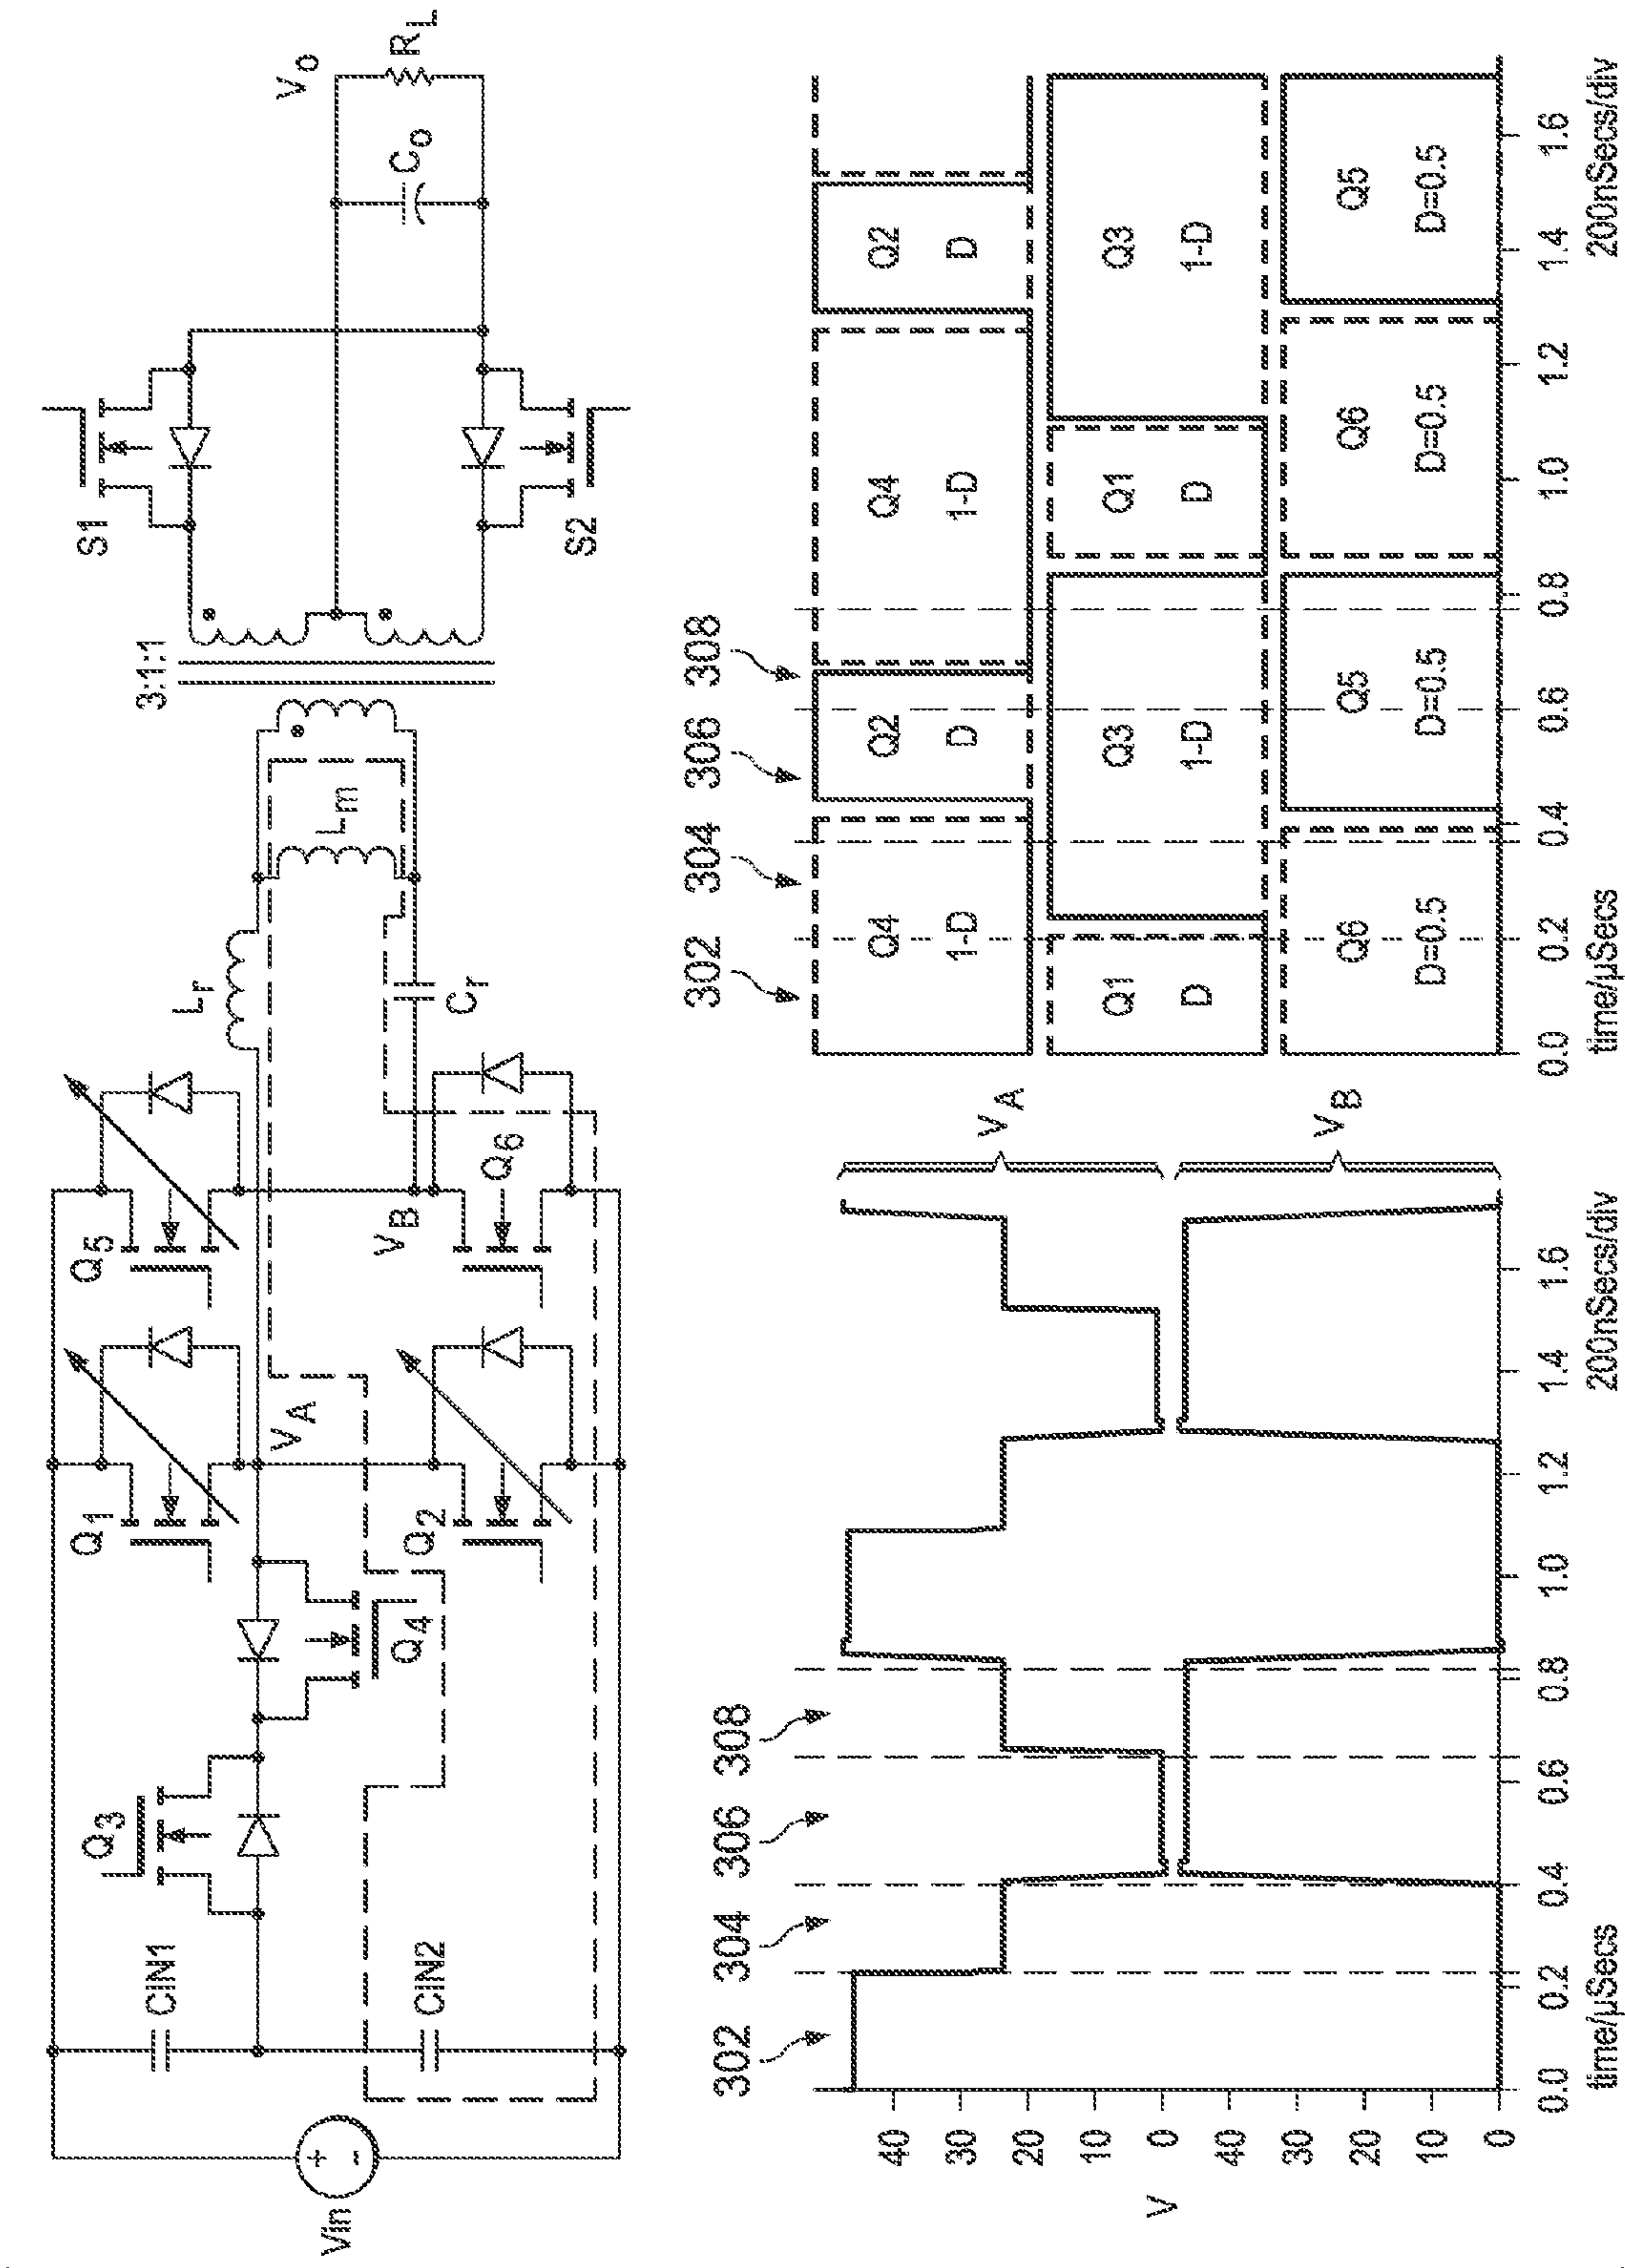 Vin
+
-
CIN1
CIN2
Q3
Q4
Q1
Q2
VA
Q5
Q6
VB
Lr
Cr
Lm
3:1:1
S1
S2
Co
Vo
RL
302
304
306
308
V
40
30
20
10
0
40
20
10
0
0.0
0.2
0.4
0.6
0.8
1.0
1.2
1.4
1.6
time/µSecs
200nSecs/div
VA
VB
302
304
306
308
Q4
1-D
Q2
D
Q4
1-D
Q2
D
Q1
D
Q3
1-D
Q1
D
Q3
1-D
Q6
D=0.5
Q5
D=0.5
Q6
D=0.5
Q5
D=0.5
0.0
0.2
0.4
0.6
0.8
1.0
1.2
1.4
1.6
time/µSecs
200nSecs/div